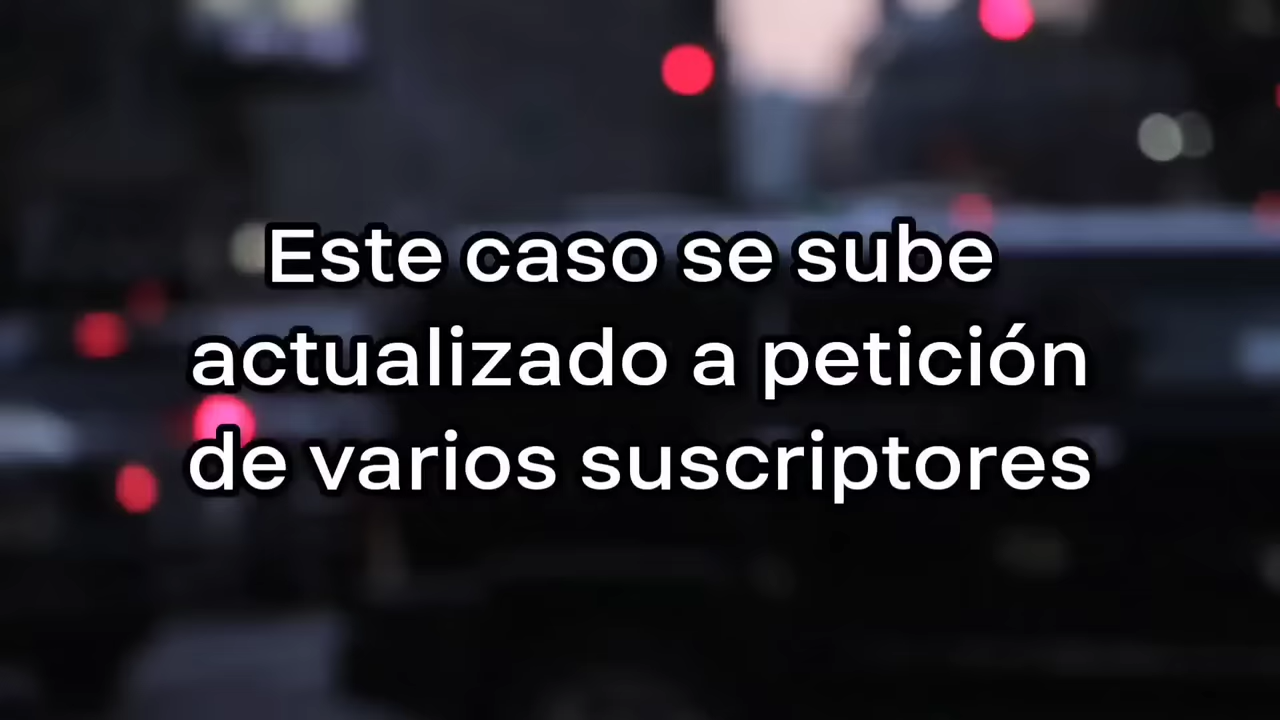 Este caso se sube
actualizado a petición
de varios suscriptores